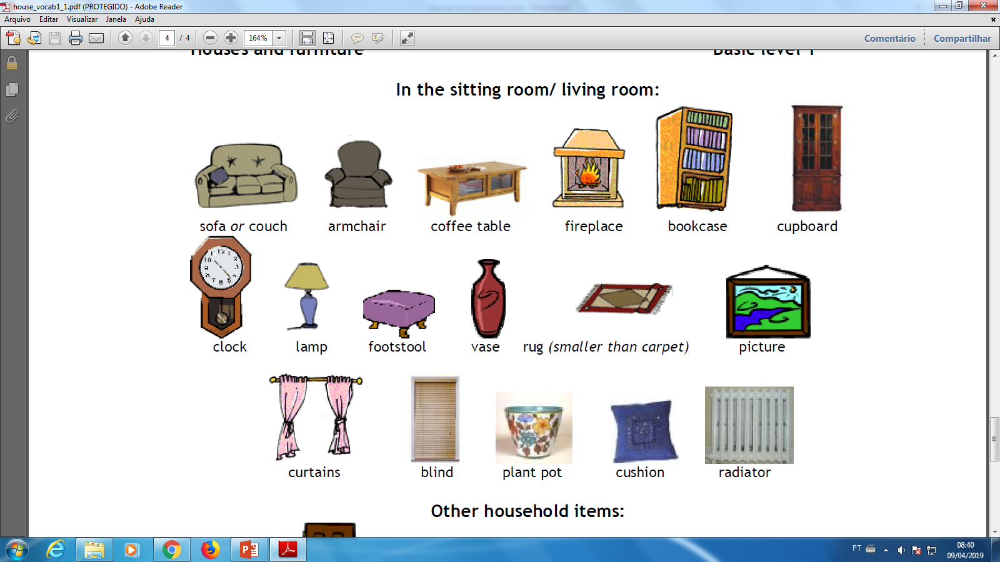 house_vocab1_1.pdf (PROTEGIDO) - Adobe Reader
Arquivo Editar Visualizar Janela Ajuda
4 / 4 164% Comentário Compartilhar
Houses and furniture Basic level 1
In the sitting room/ living room:
sofa or couch armchair coffee table fireplace bookcase cupboard
clock lamp footstool vase rug (smaller than carpet) picture
curtains blind plant pot cushion radiator
Other household items:
PT 08:40
09/04/2019